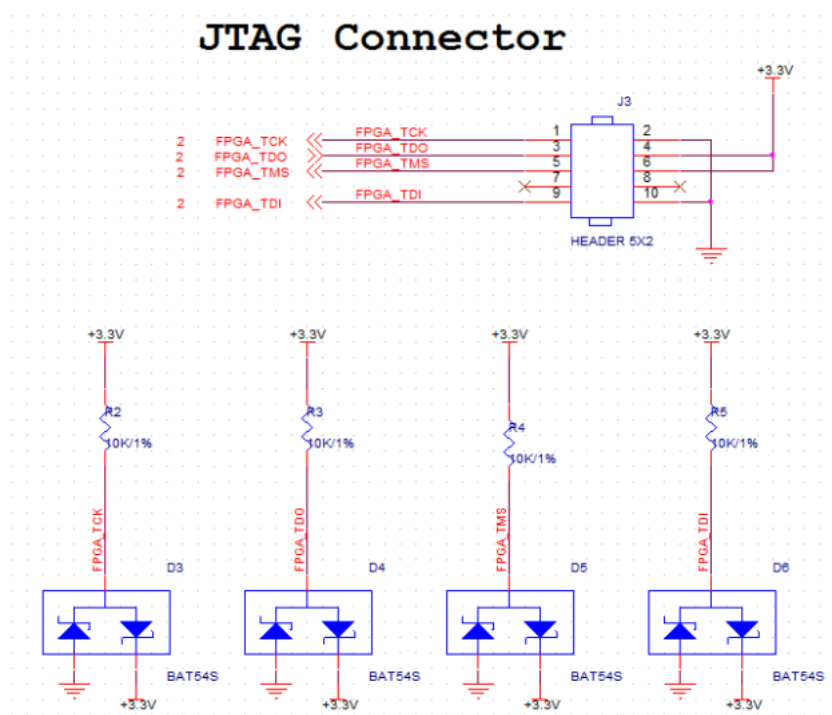 JTAG Connector
+3.3V
J3
2 FPGA_TCK FPGA_TCK 1 2
2 FPGA_TDO FPGA_TDO 3 4
2 FPGA_TMS FPGA_TMS 5 6
7 8
2 FPGA_TDI FPGA_TDI 9 10
HEADER 5X2
+3.3V +3.3V +3.3V +3.3V
R2 R3 R4 R5
10K/1% 10K/1% 10K/1% 10K/1%
FPGA_TCK FPGA_TDO FPGA_TMS FPGA_TDI
D3 D4 D5 D6
BAT54S BAT54S BAT54S BAT54S
+3.3V +3.3V +3.3V +3.3V